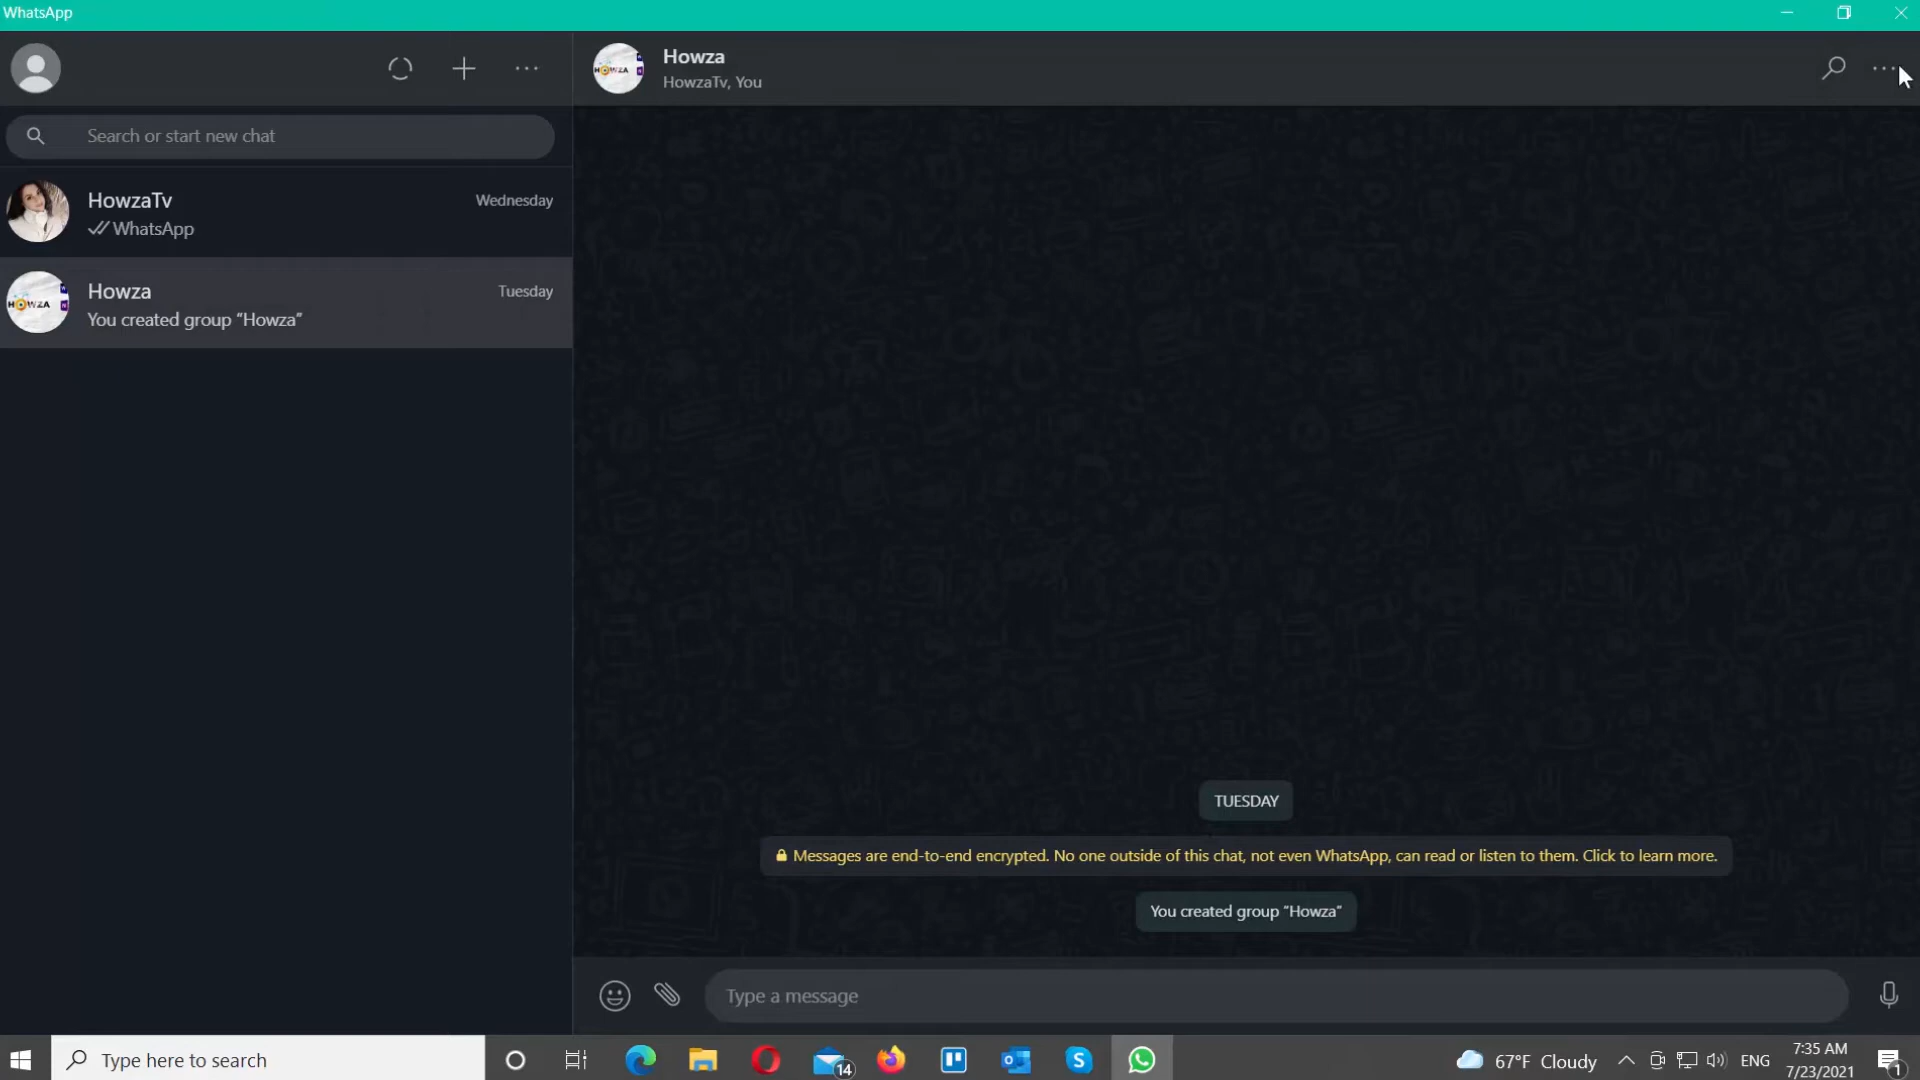 WhatsApp
Search or start new chat
HowzaTv
Wednesday
WhatsApp
Howza
Tuesday
You created group “Howza”
Howza
HowzaTv, You
TUESDAY
Messages are end-to-end encrypted. No one outside of this chat, not even WhatsApp, can read or listen to them. Click to learn more.
You created group “Howza”
Type a message
Type here to search
14
67°F Cloudy
ENG
7:35 AM
7/23/2021
1
HOWZA
HOWZA